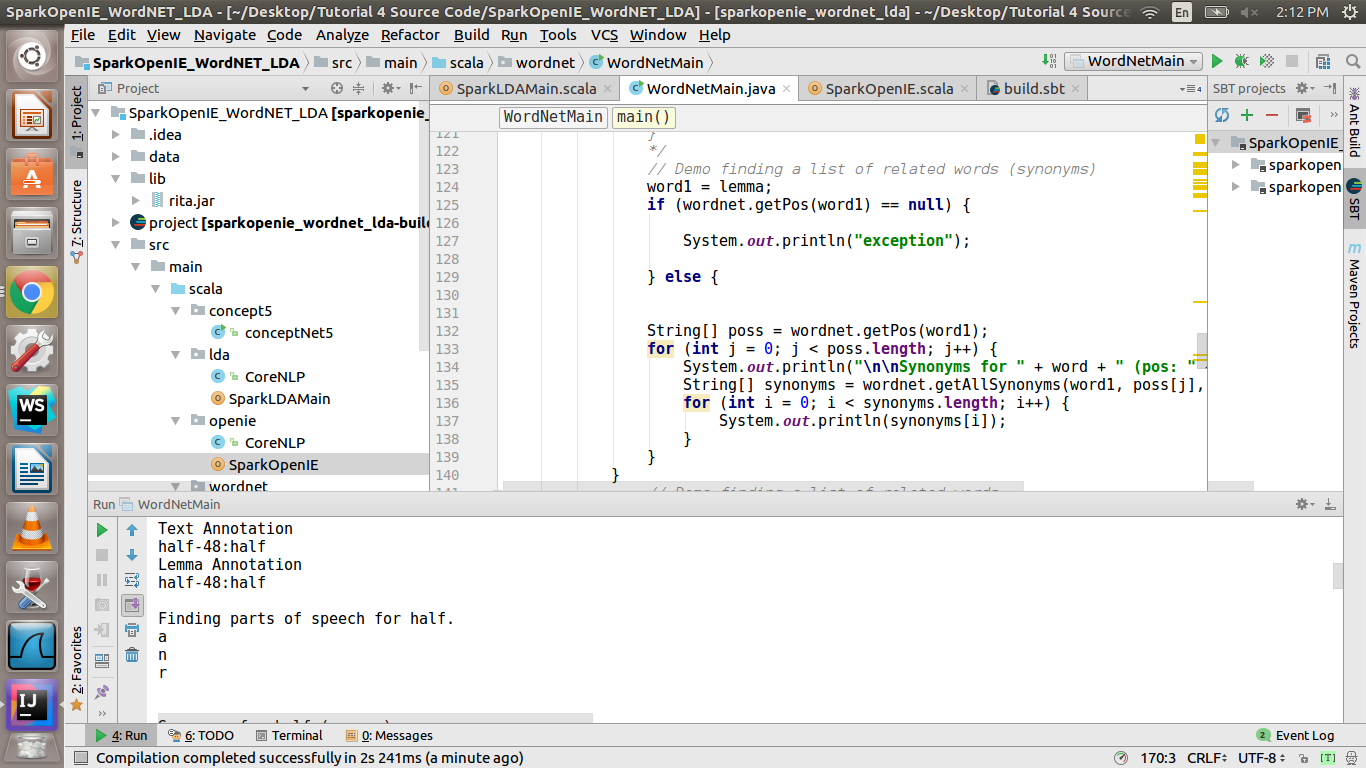 SparkOpenIE_WordNET_LDA - [~/Desktop/Tutorial 4 Source Code/SparkOpenIE_WordNET_LDA] - [sparkopenie_wordnet_lda] - ~/Desktop/Tutorial 4 Source
En
2:12 PM
File Edit View Navigate Code Analyze Refactor Build Run Tools VCS Window Help
SparkOpenIE_WordNET_LDA src main scala wordnet WordNetMain
WordNetMain
1: Project
7: Structure
2: Favorites
Project
SparkOpenIE_WordNET_LDA [sparkopenie_
.idea
data
lib
rita.jar
project [sparkopenie_wordnet_lda-buil
src
main
scala
concept5
conceptNet5
lda
CoreNLP
SparkLDAMain
openie
CoreNLP
SparkOpenIE
wordnet
SparkLDAMain.scala WordNetMain.java SparkOpenIE.scala build.sbt
WordNetMain main()
121 }
122 */
123 // Demo finding a list of related words (synonyms)
124 word1 = lemma;
125 if (wordnet.getPos(word1) == null) {
126
127 System.out.println("exception");
128
129 } else {
130
131
132 String[] poss = wordnet.getPos(word1);
133 for (int j = 0; j < poss.length; j++) {
134 System.out.println("\n\nSynonyms for " + word + " (pos: "
135 String[] synonyms = wordnet.getAllSynonyms(word1, poss[j],
136 for (int i = 0; i < synonyms.length; i++) {
137 System.out.println(synonyms[i]);
138 }
139 }
140 }
// Demo finding a list of related words
SBT projects
SparkOpenIE_
sparkopen
sparkopen
Ant Build
SBT
Maven Projects
Run WordNetMain
Text Annotation
half-48:half
Lemma Annotation
half-48:half
Finding parts of speech for half.
a
n
r
4: Run 6: TODO Terminal 0: Messages
2 Event Log
Compilation completed successfully in 2s 241ms (a minute ago)
170:3 CRLF UTF-8 [T]